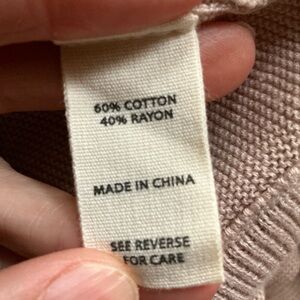 60% COTTON
40% RAYON
MADE IN CHINA
SEE REVERSE
FOR CARE